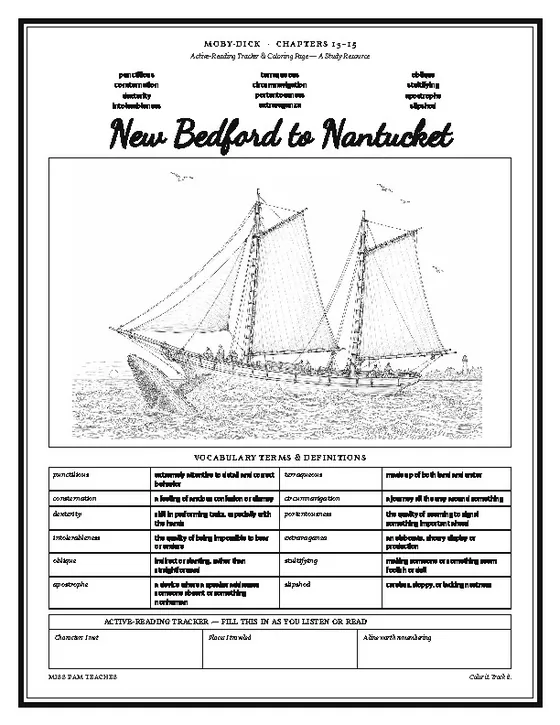 MOBY-DICK · CHAPTERS 13–15
Active-Reading Tracker & Coloring Page — A Study Resource
punctilious terraqueous oblique
consternation circumnavigation stultifying
dexterity portentousness apostrophe
intolerableness extravaganza slipshod
New Bedford to Nantucket
VOCABULARY TERMS & DEFINITIONS
punctilious extremely attentive to detail and correct behavior terraqueous made up of both land and water
consternation a feeling of anxious confusion or dismay circumnavigation a journey all the way around something
dexterity skill in performing tasks, especially with the hands portentousness the quality of seeming to signal something important ahead
intolerableness the quality of being impossible to bear or endure extravaganza an elaborate, showy display or production
oblique indirect or slanting, rather than straightforward stultifying making someone or something seem foolish or dull
apostrophe a device where a speaker addresses someone absent or something nonhuman slipshod careless, sloppy, or lacking neatness
ACTIVE-READING TRACKER — FILL THIS IN AS YOU LISTEN OR READ
Characters I met Places I traveled A line worth remembering
MISS PAM TEACHES Color it. Track it.